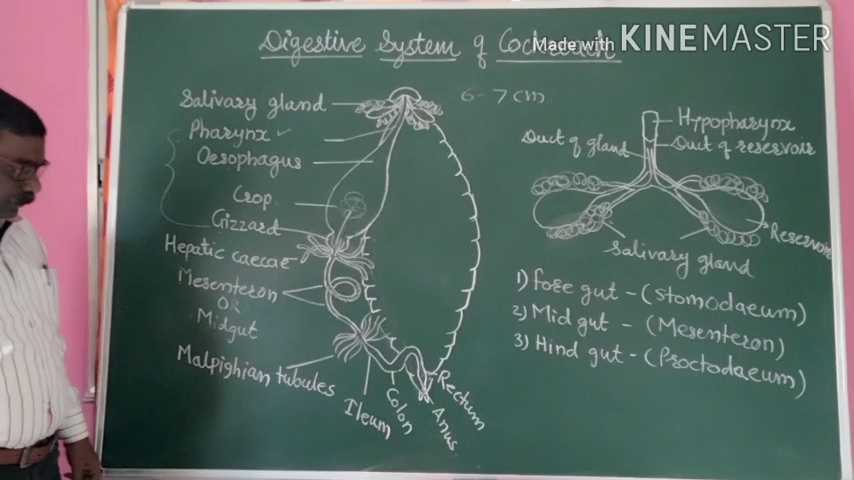 Digestive System of Cockroach
Made with KINEMASTER
6-7 cm
Salivary gland
Pharynx
Oesophagus
Crop
Gizzard
Hepatic caecae
Mesenteron
OR
Midgut
Malpighian tubules
Ileum
Colon
Rectum
Anus
Hypopharynx
Duct of gland
Duct of reservoir
Reservoir
Salivary gland
1) Fore gut - (Stomodaeum)
2) Mid gut - (Mesenteron)
3) Hind gut - (Proctodaeum)